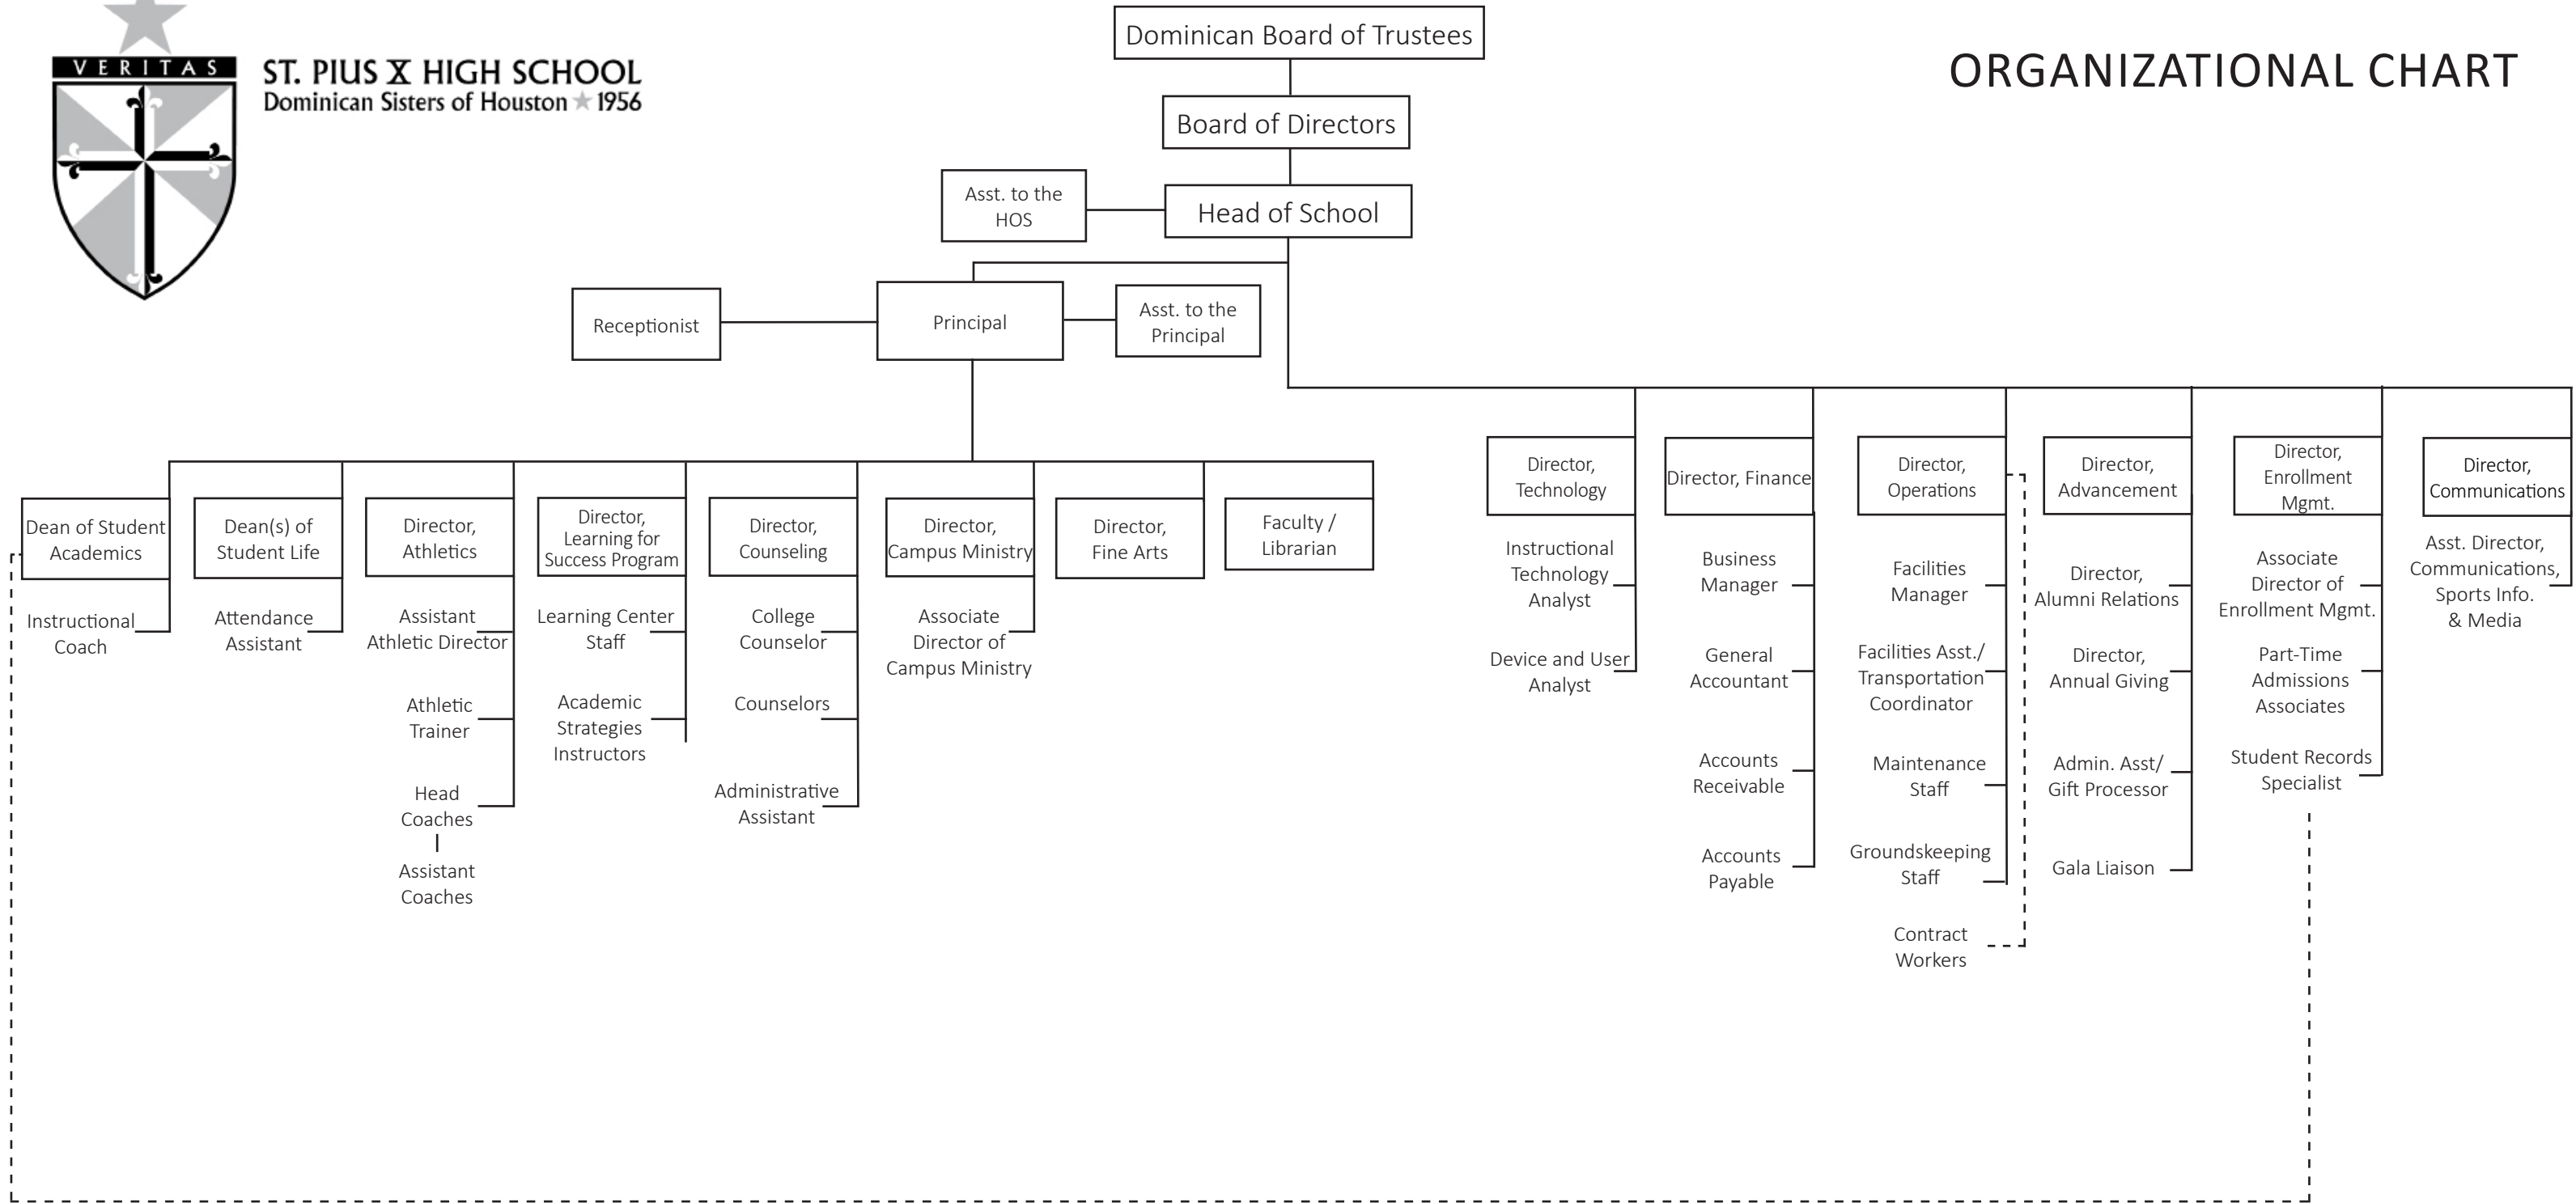 VERITAS
ST. PIUS X HIGH SCHOOL
Dominican Sisters of Houston 1956
ORGANIZATIONAL CHART
Dominican Board of Trustees
Board of Directors
Asst. to the
HOS
Head of School
Receptionist
Principal
Asst. to the
Principal
Dean of Student
Academics
Instructional
Coach
Dean(s) of
Student Life
Attendance
Assistant
Director,
Athletics
Assistant
Athletic Director
Athletic
Trainer
Head
Coaches
Assistant
Coaches
Director,
Learning for
Success Program
Learning Center
Staff
Academic
Strategies
Instructors
Director,
Counseling
College
Counselor
Counselors
Administrative
Assistant
Director,
Campus Ministry
Associate
Director of
Campus Ministry
Director,
Fine Arts
Faculty /
Librarian
Director,
Technology
Instructional
Technology
Analyst
Device and User
Analyst
Director, Finance
Business
Manager
General
Accountant
Accounts
Receivable
Accounts
Payable
Director,
Operations
Facilities
Manager
Facilities Asst./
Transportation
Coordinator
Maintenance
Staff
Groundskeeping
Staff
Contract
Workers
Director,
Advancement
Director,
Alumni Relations
Director,
Annual Giving
Admin. Asst/
Gift Processor
Gala Liaison
Director,
Enrollment
Mgmt.
Associate
Director of
Enrollment Mgmt.
Part-Time
Admissions
Associates
Student Records
Specialist
Director,
Communications
Asst. Director,
Communications,
Sports Info.
& Media